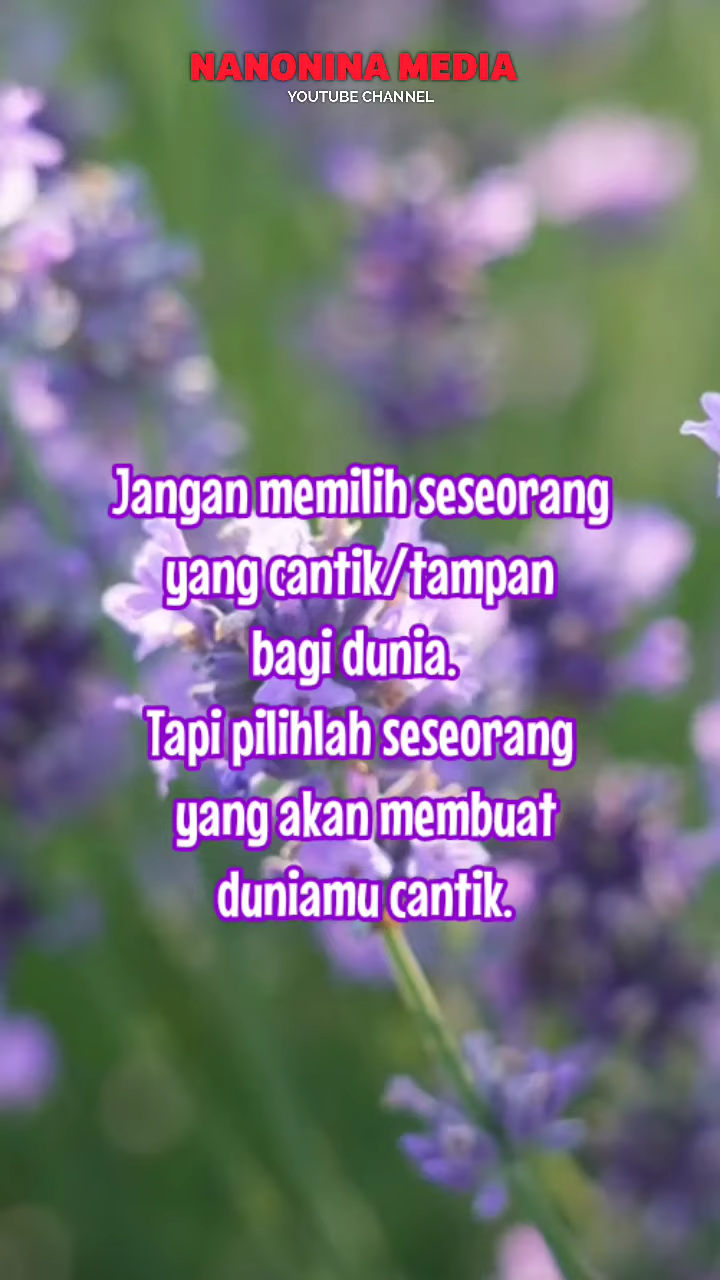 NANONINA MEDIA
YOUTUBE CHANNEL
Jangan memilih seseorang
yang cantik/tampan
bagi dunia.
Tapi pilihlah seseorang
yang akan membuat
duniamu cantik.